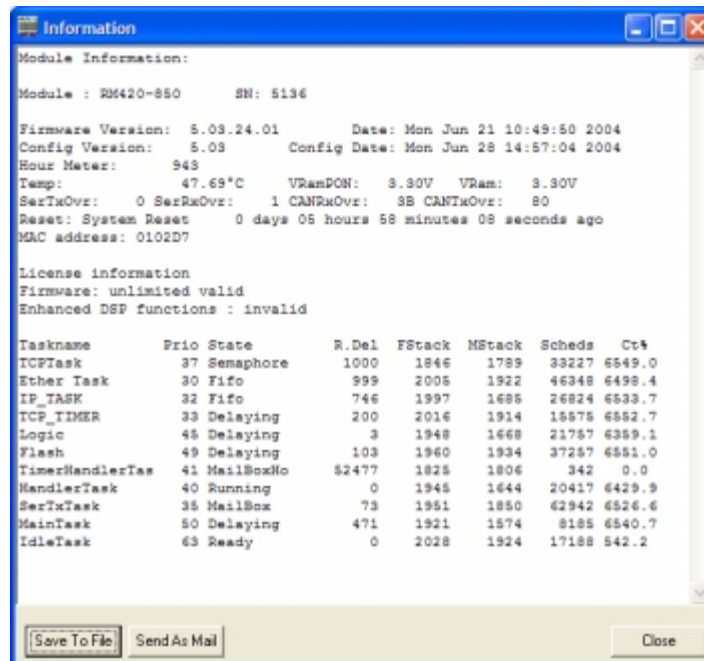 Information
Module Information:
Module : RM420-850 SN: 5136
Firmware Version: 5.03.24.01 Date: Mon Jun 21 10:49:50 2004
Config Version: 5.03 Config Date: Mon Jun 28 14:57:04 2004
Hour Meter: 943
Temp: 47.69°C VRamPON: 3.30V VRam: 3.30V
SerTxOvr: 0 SerRxOvr: 1 CANRxOvr: 3B CANTxOvr: 80
Reset: System Reset 0 days 05 hours 58 minutes 08 seconds ago
MAC address: 0102D7
License information
Firmware: unlimited valid
Enhanced DSP functions : invalid
Taskname Prio State R.Del FStack MStack Scheds Ct%
TCPTask 37 Semaphore 1000 1846 1789 33227 6549.0
Ether Task 30 Fifo 999 2005 1922 46348 6498.4
IP_TASK 32 Fifo 746 1997 1685 26824 6533.7
TCP_TIMER 33 Delaying 200 2016 1914 15575 6552.7
Logic 45 Delaying 3 1948 1668 21757 6359.1
Flash 49 Delaying 103 1960 1934 37257 6551.0
TimerHandlerTas 41 MailBoxNo 52477 1825 1806 342 0.0
HandlerTask 40 Running 0 1945 1644 20417 6429.9
SerTxTask 35 MailBox 73 1951 1850 62942 6526.6
MainTask 50 Delaying 471 1921 1574 8185 6540.7
IdleTask 63 Ready 0 2028 1924 17188 542.2
Save To File Send As Mail Close